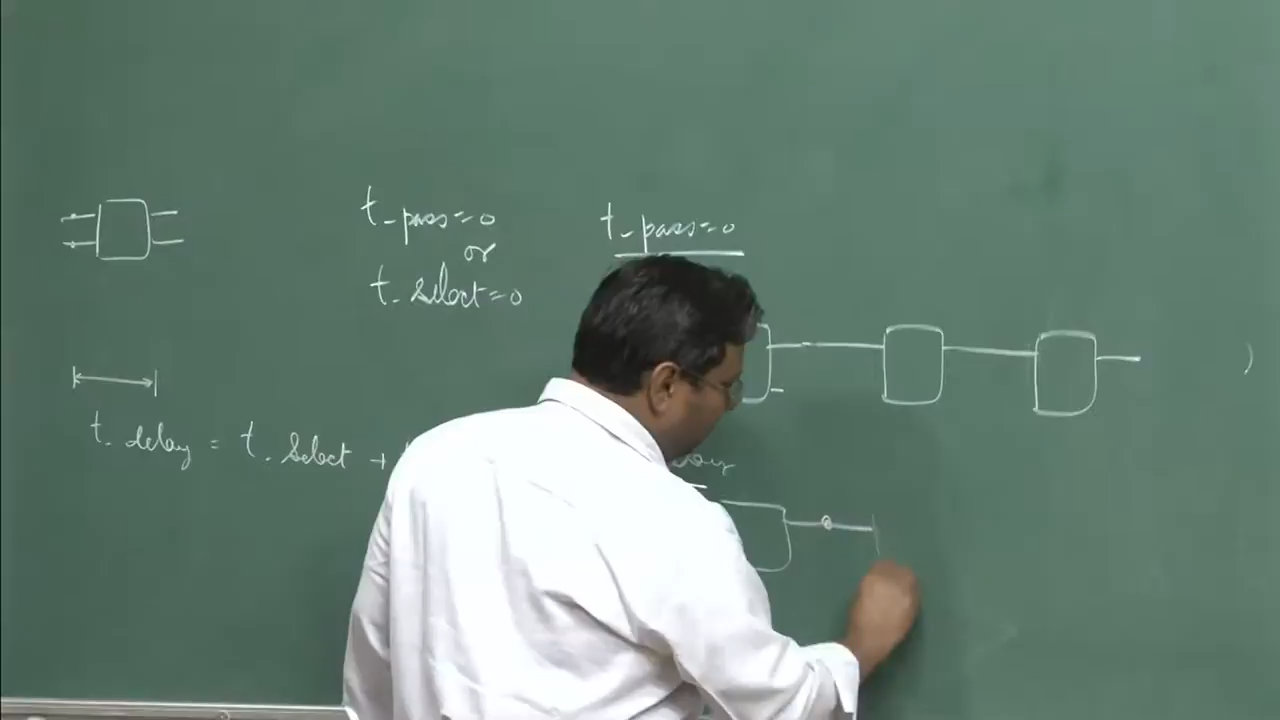 t_pass=0
or
t_select=0
t_pass=0
t_delay = t_select +
)